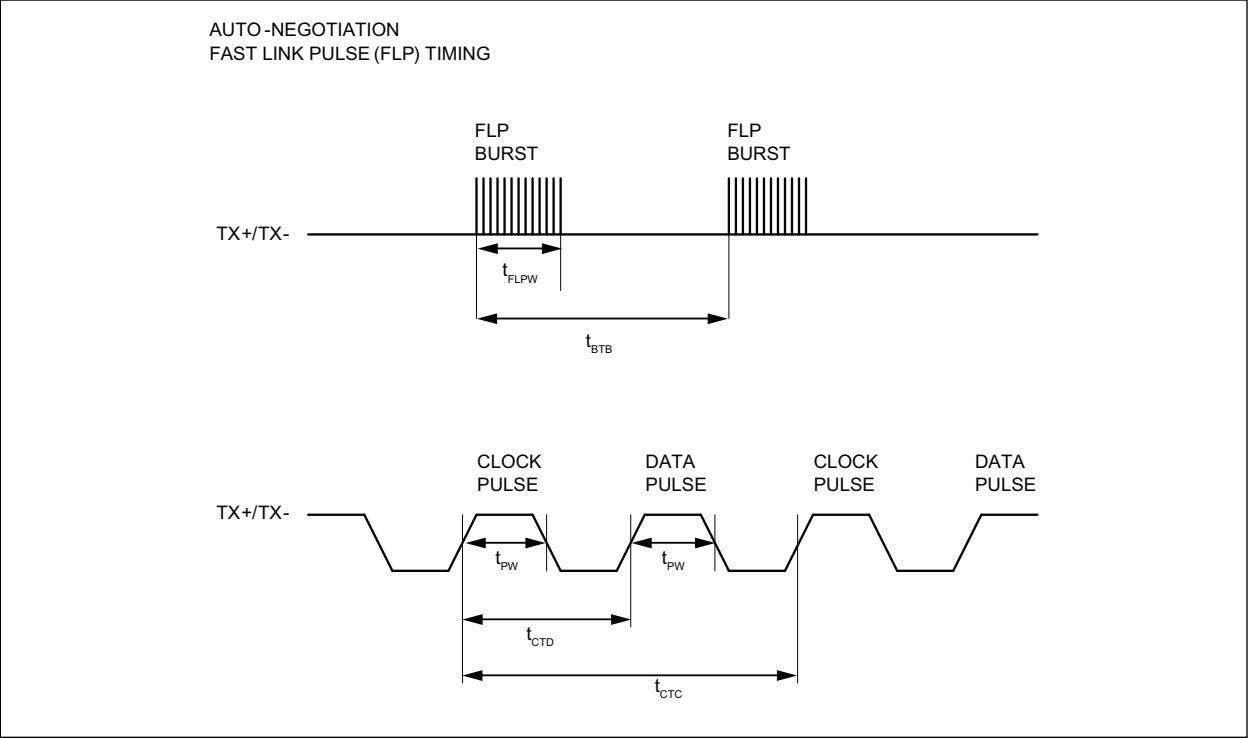 AUTO-NEGOTIATION
FAST LINK PULSE (FLP) TIMING
FLP
BURST
FLP
BURST
TX+/TX-
tFLPW
tBTB
CLOCK
PULSE
DATA
PULSE
CLOCK
PULSE
DATA
PULSE
TX+/TX-
tPW
tPW
tCTD
tCTC